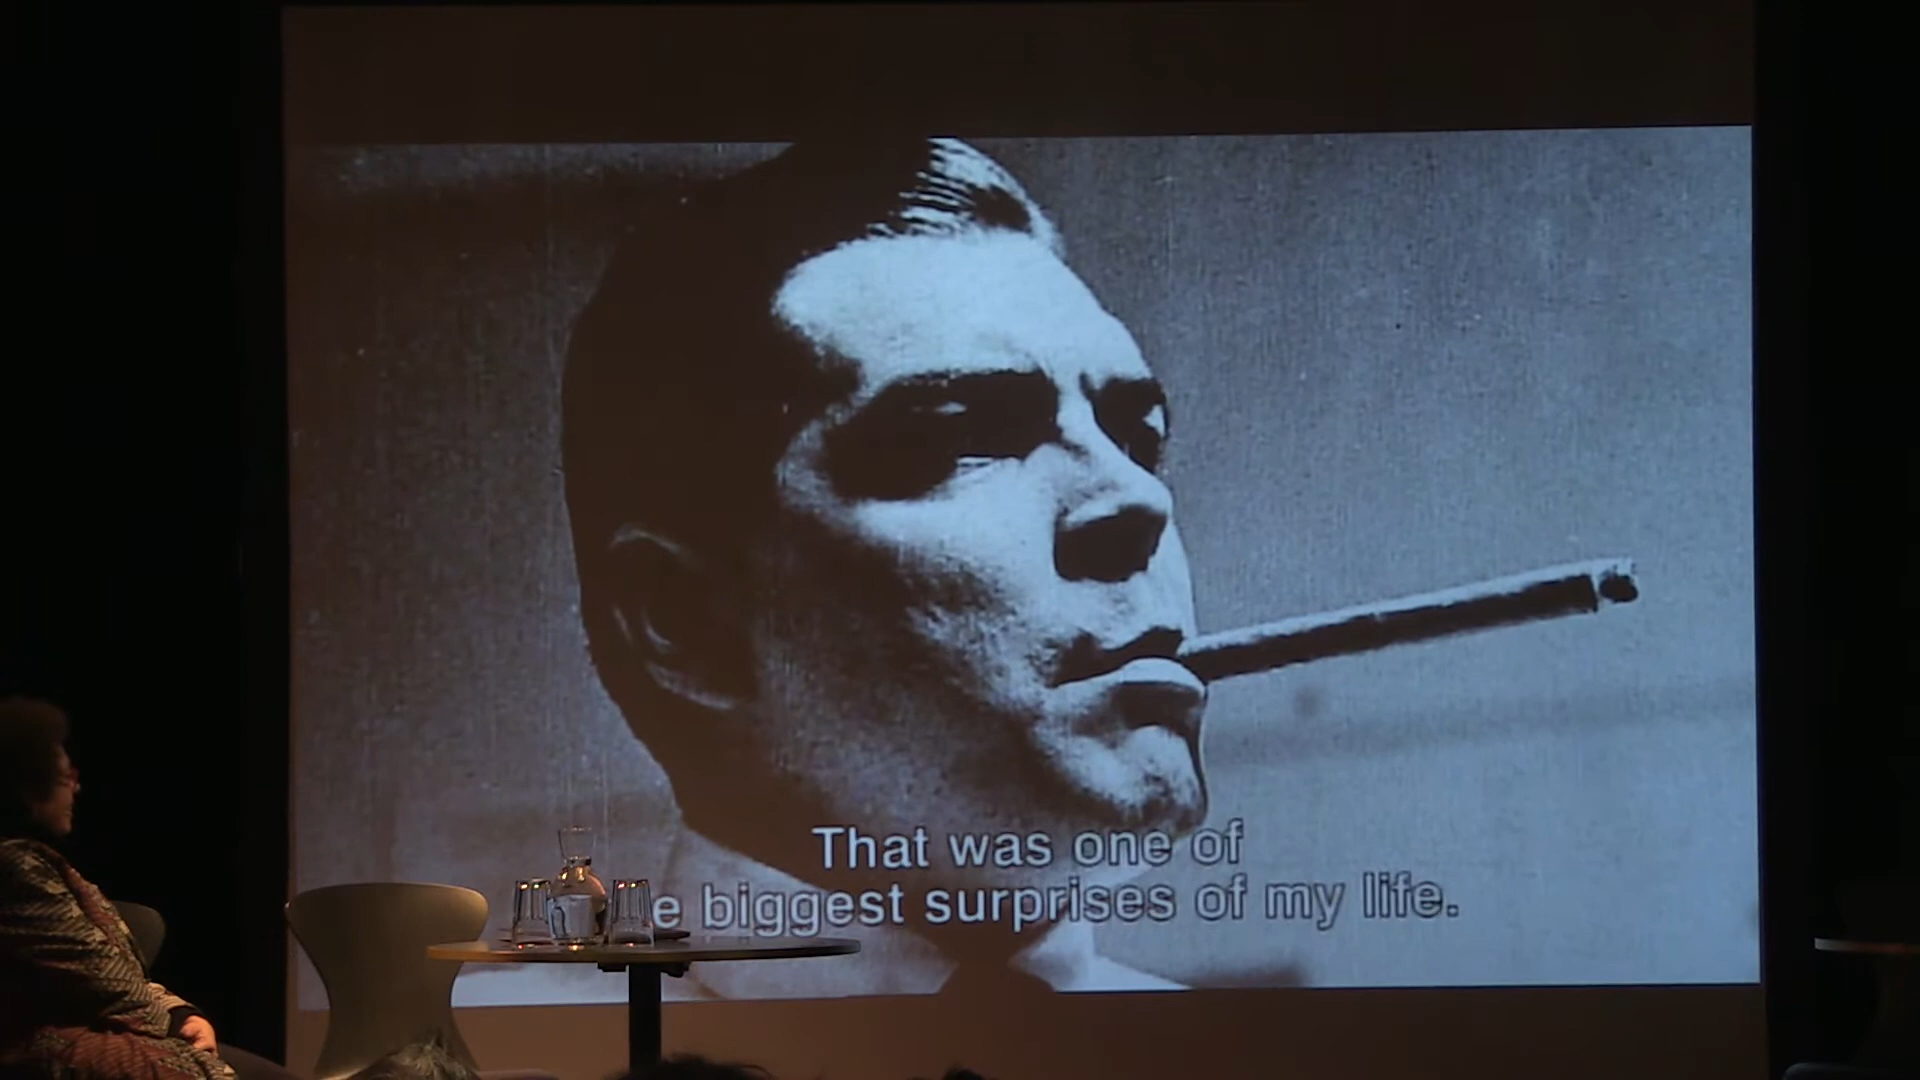 That was one of
e biggest surprises of my life.